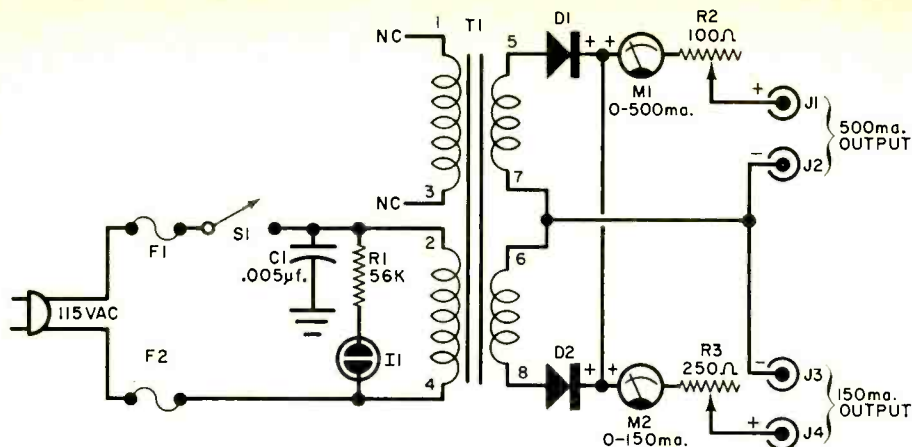 NC
1
T1
5
D1
+ +
M1
0-500ma.
R2
100Ω
+
J1
500ma.
OUTPUT
−
J2
3
NC
7
F1
S1
C1
.005µf.
R1
56K
2
6
115VAC
F2
I1
4
8
D2
+ +
M2
0-150ma.
R3
250Ω
−
J3
150ma.
OUTPUT
+
J4